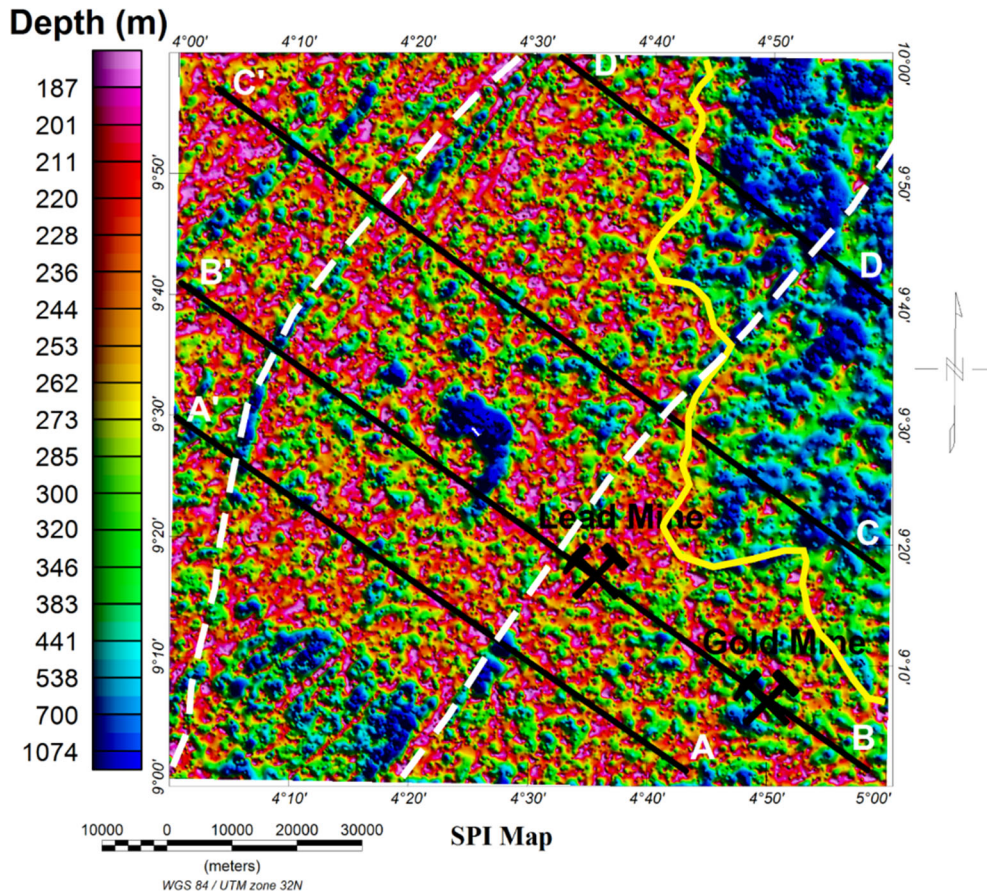 Depth (m)
187
201
211
220
228
236
244
253
262
273
285
300
320
346
383
441
538
700
1074
4°00' 4°10' 4°20' 4°30' 4°40' 4°50'
10°00'
9°50'
9°40'
9°30'
9°20'
9°10'
9°50'
9°40'
9°30'
9°20'
9°10'
9°00'
C'
D'
B'
D
A'
Lead Mine
C
Gold Mine
A
B
4°10' 4°20' 4°30' 4°40' 4°50' 5°00'
N
10000 0 10000 20000 30000
(meters)
WGS 84 / UTM zone 32N
SPI Map